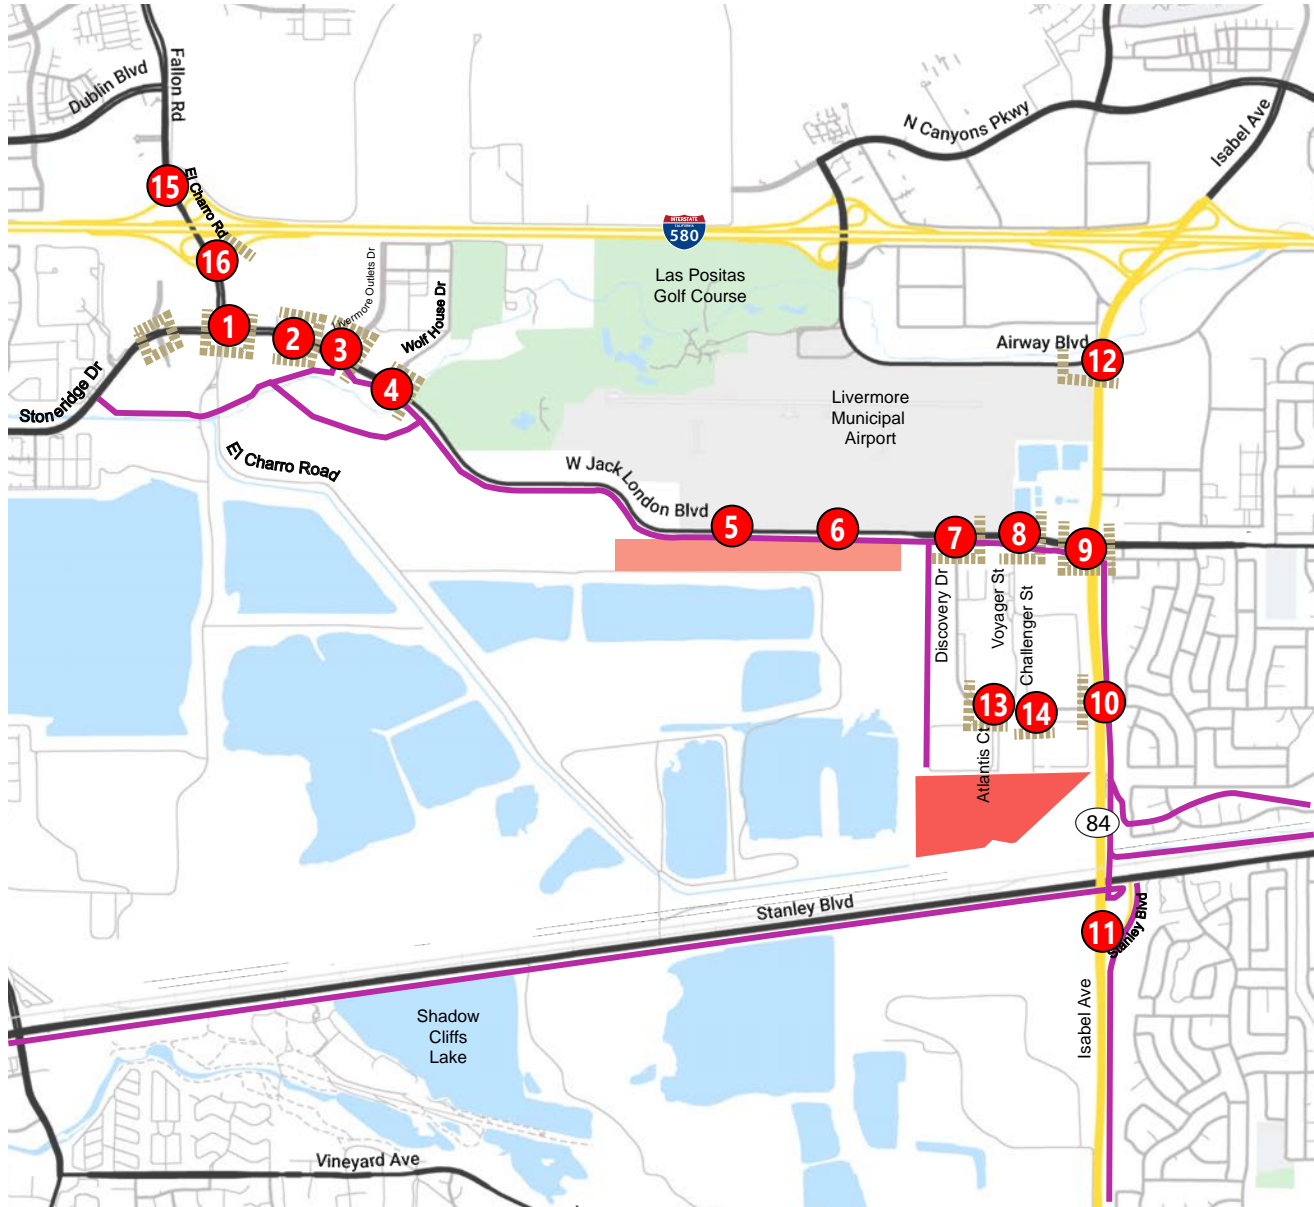 Dublin Blvd
Fallon Rd
N Canyons Pkwy
Isabel Ave
15
El Charro Rd
INTERSTATE
CALIFORNIA
580
16
Las Positas
Golf Course
Livermore Outlets Dr
Wolf House Dr
1
2
3
4
Airway Blvd
12
Stoneridge Dr
Livermore
Municipal
Airport
El Charro Road
W Jack London Blvd
5
6
7
8
9
Discovery Dr
Voyager St
Challenger St
13
14
10
Atlantis Ct
84
Stanley Blvd
11
Stanley Blvd
Isabel Ave
Shadow
Cliffs
Lake
Vineyard Ave